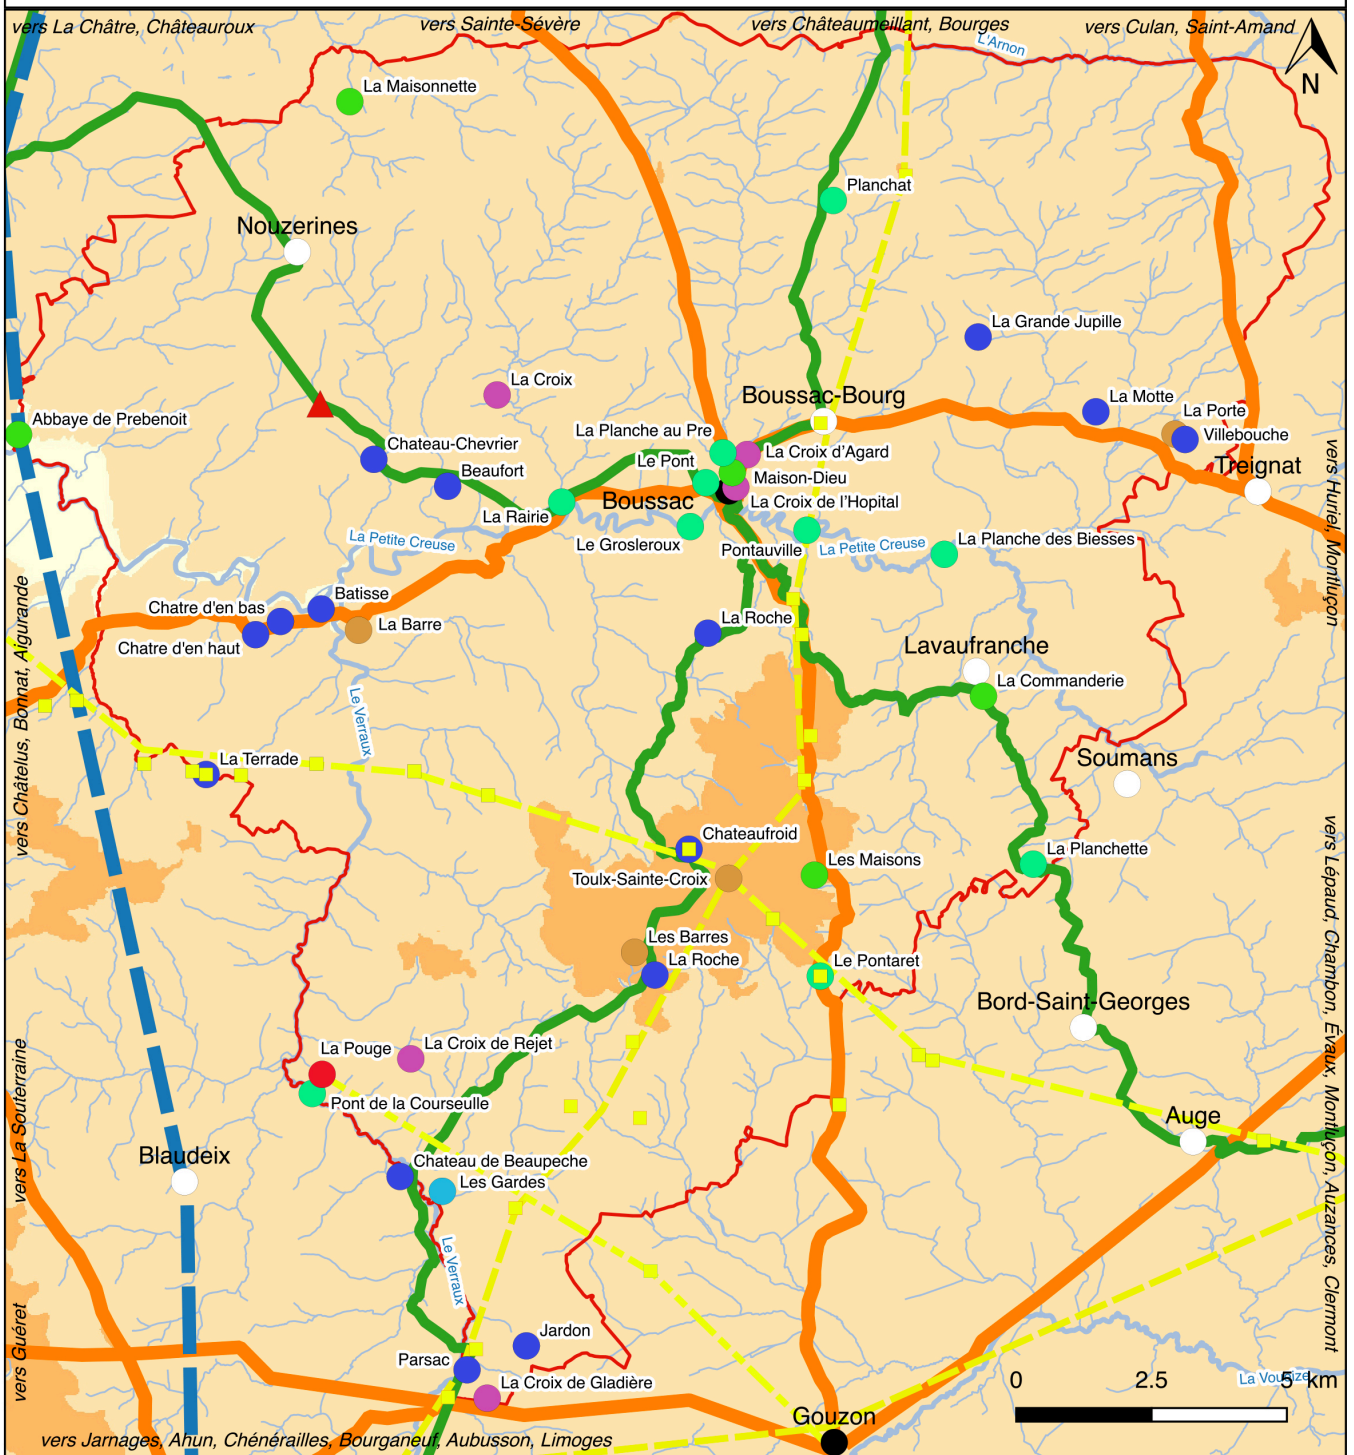 vers La Châtre, Châteauroux
vers Sainte-Sévère
vers Châteaumeillant, Bourges
vers Culan, Saint-Amand
L'Arnon
N
La Maisonnette
Planchat
Nouzerines
La Grande Jupille
La Croix
Boussac-Bourg
La Motte
La Porte
Abbaye de Prebenoit
La Planche au Pre
Villebouche
Chateau-Chevrier
La Croix d'Agard
Le Pont
Treignat
Beaufort
Maison-Dieu
Boussac
La Croix de l'Hopital
La Rairie
La Petite Creuse
Le Grosleroux
Pontauville
La Petite Creuse
La Planche des Biesses
vers Huriel, Montluçon
Batisse
Chatre d'en bas
La Barre
La Roche
Chatre d'en haut
Lavaufranche
La Commanderie
vers Châtelus, Bonnat, Aigurande
Le Verraux
La Terrade
Soumans
Chateaufroid
La Planchette
Les Maisons
Toulx-Sainte-Croix
Les Barres
La Roche
Le Pontaret
Bord-Saint-Georges
vers Lépaud, Chambon, Évaux, Montluçon, Auzances, Clermont
La Croix de Rejet
La Pouge
Pont de la Courseulle
vers La Souterraine
Auge
Blaudeix
Chateau de Beaupeche
Les Gardes
Le Verraux
Jardon
vers Guéret
Parsac
La Croix de Gladière
0 2.5 5 km
La Voueize
Gouzon
vers Jarnages, Ahun, Chénérailles, Bourganeuf, Aubusson, Limoges